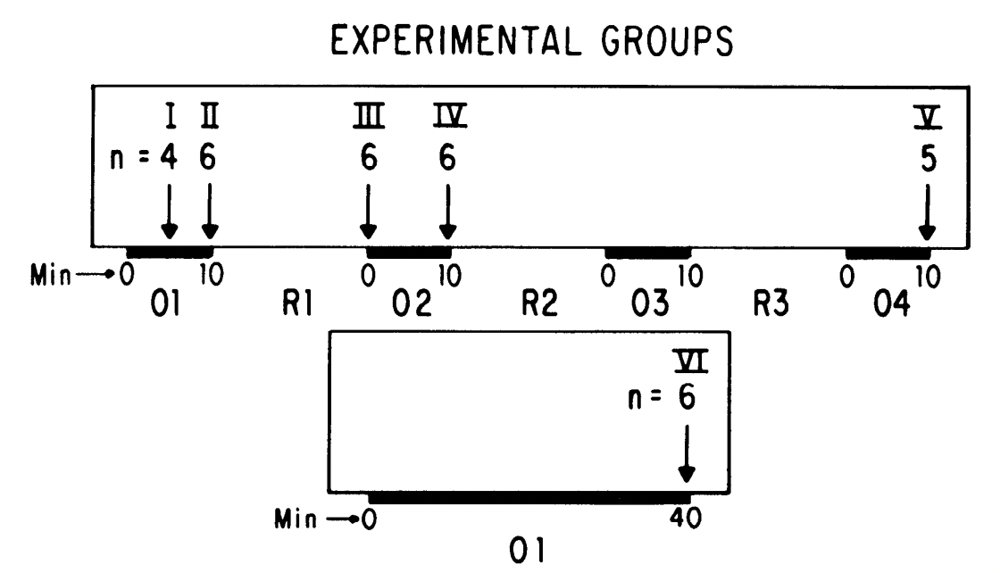 EXPERIMENTAL GROUPS
I II III IV V
n = 4 6 6 6 5
Min → 0 10 0 10 0 10 0 10
O1 R1 O2 R2 O3 R3 O4
VI
n = 6
Min → 0 40
O1